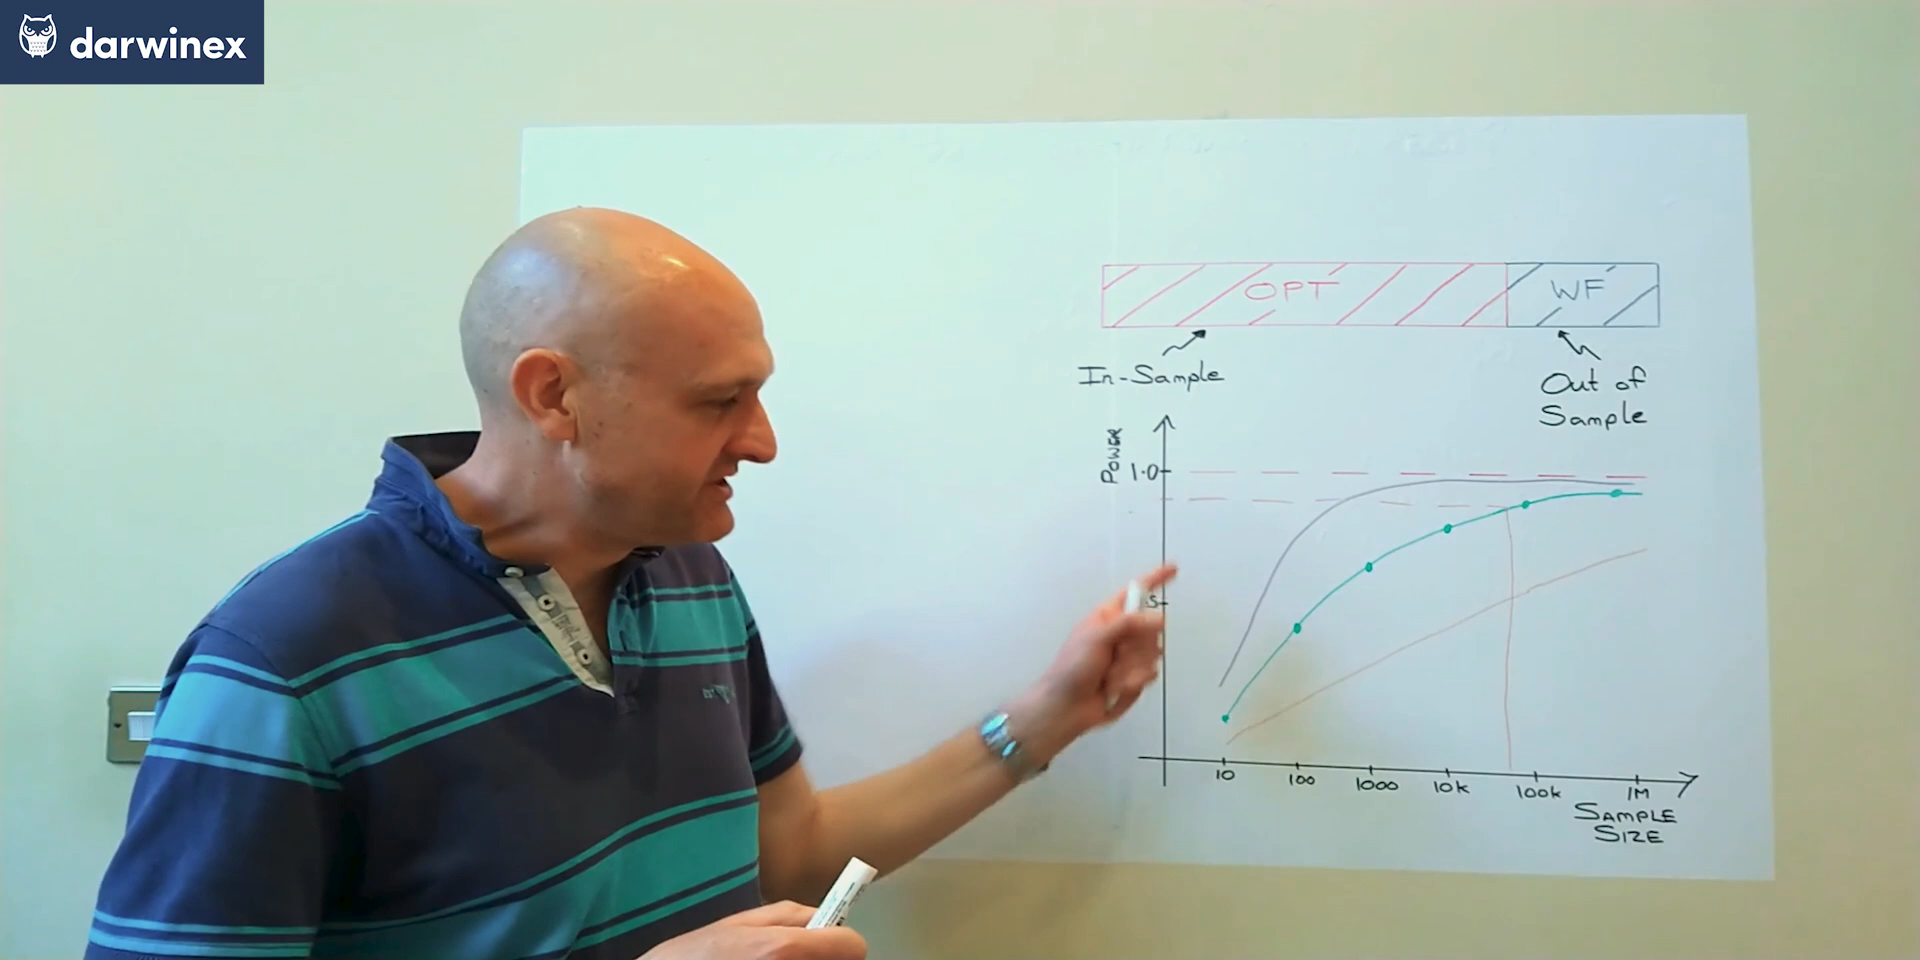 darwinex
OPT
WF
In-Sample
Out of
Sample
POWER
1.0
10
100
1000
10k
100k
1M
SAMPLE
SIZE